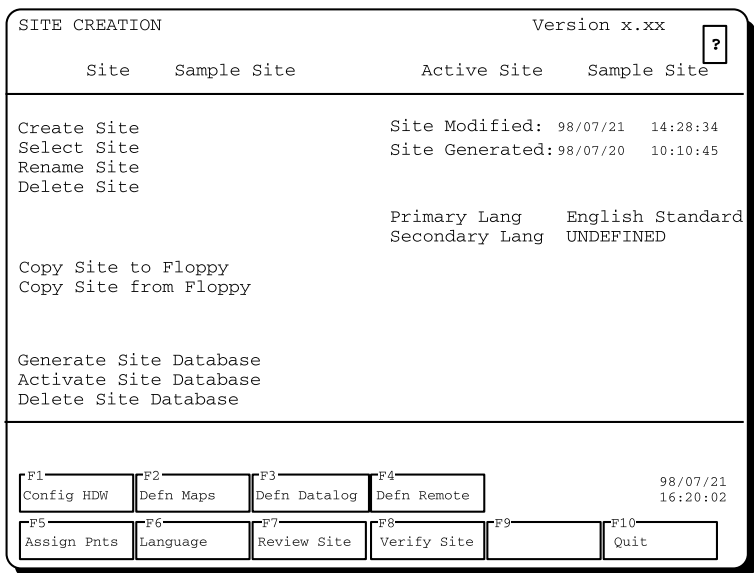 SITE CREATION Version x.xx
?
Site Sample Site Active Site Sample Site
Create Site Site Modified: 98/07/21 14:28:34
Select Site Site Generated: 98/07/20 10:10:45
Rename Site
Delete Site
Primary Lang English Standard
Secondary Lang UNDEFINED
Copy Site to Floppy
Copy Site from Floppy
Generate Site Database
Activate Site Database
Delete Site Database
F1 F2 F3 F4
Config HDW Defn Maps Defn Datalog Defn Remote
98/07/21
16:20:02
F5 F6 F7 F8 F9 F10
Assign Pnts Language Review Site Verify Site Quit